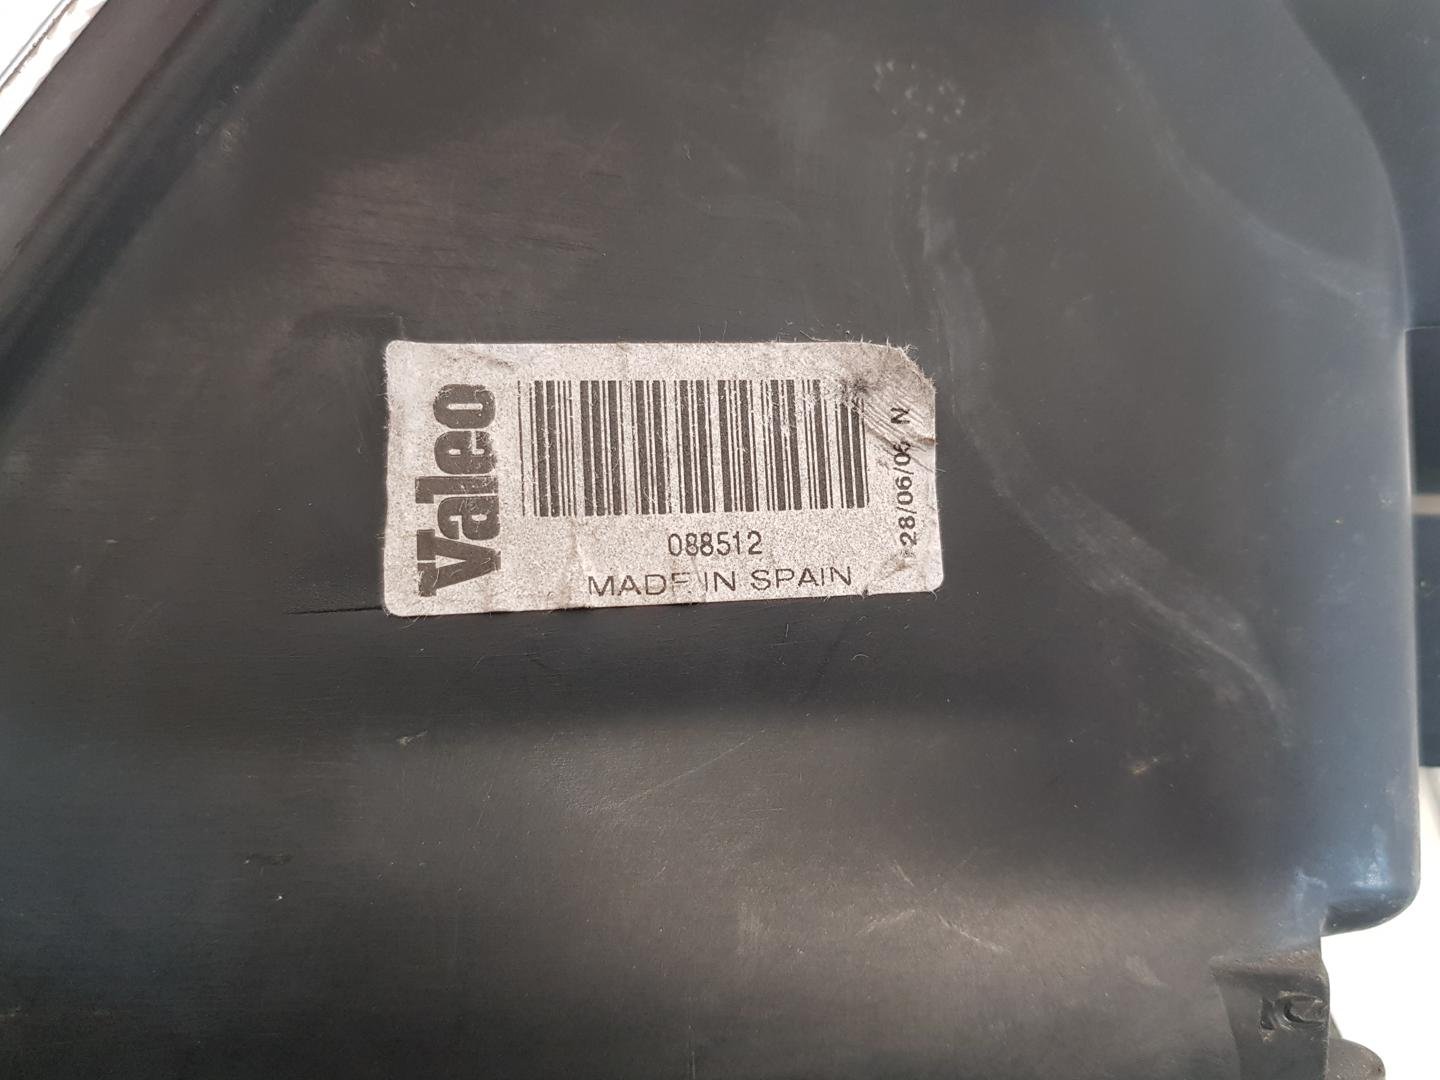 Valeo
088512
MADE IN SPAIN
28/06/06 N